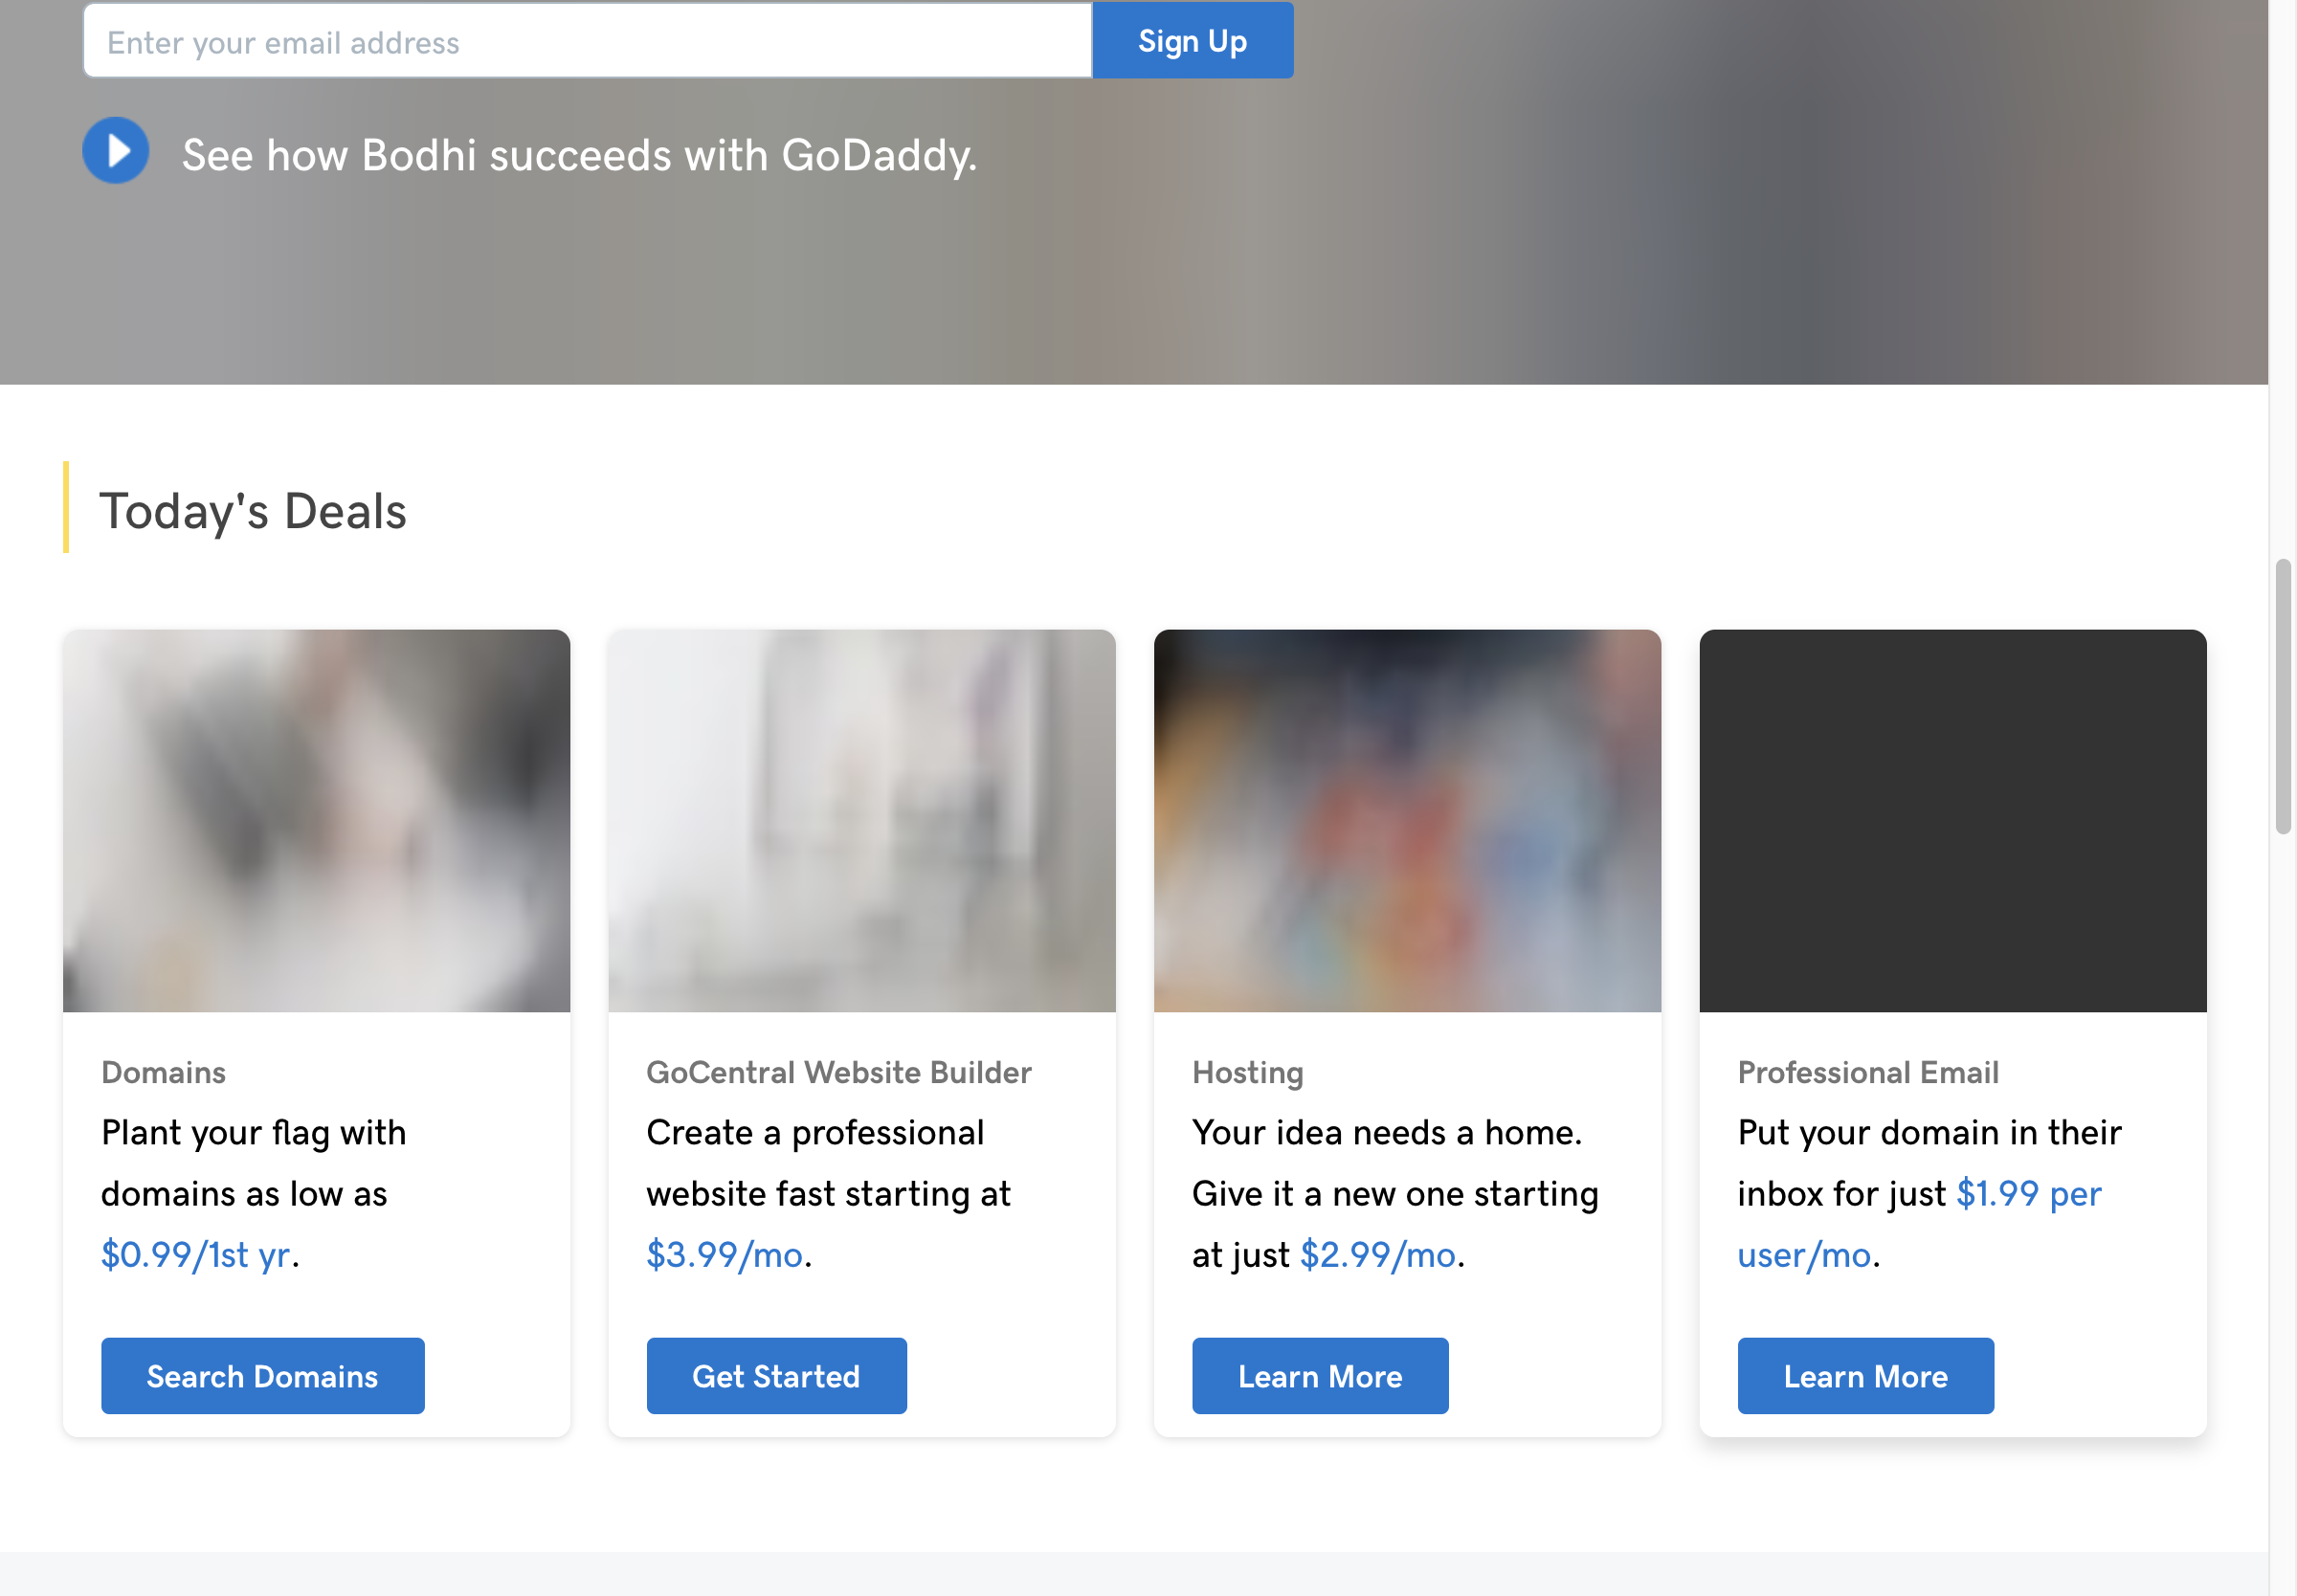 Enter your email address
Sign Up
See how Bodhi succeeds with GoDaddy.
Today's Deals
Domains
Plant your flag with
domains as low as
$0.99/1st yr.
Search Domains
GoCentral Website Builder
Create a professional
website fast starting at
$3.99/mo.
Get Started
Hosting
Your idea needs a home.
Give it a new one starting
at just $2.99/mo.
Learn More
Professional Email
Put your domain in their
inbox for just $1.99 per
user/mo.
Learn More